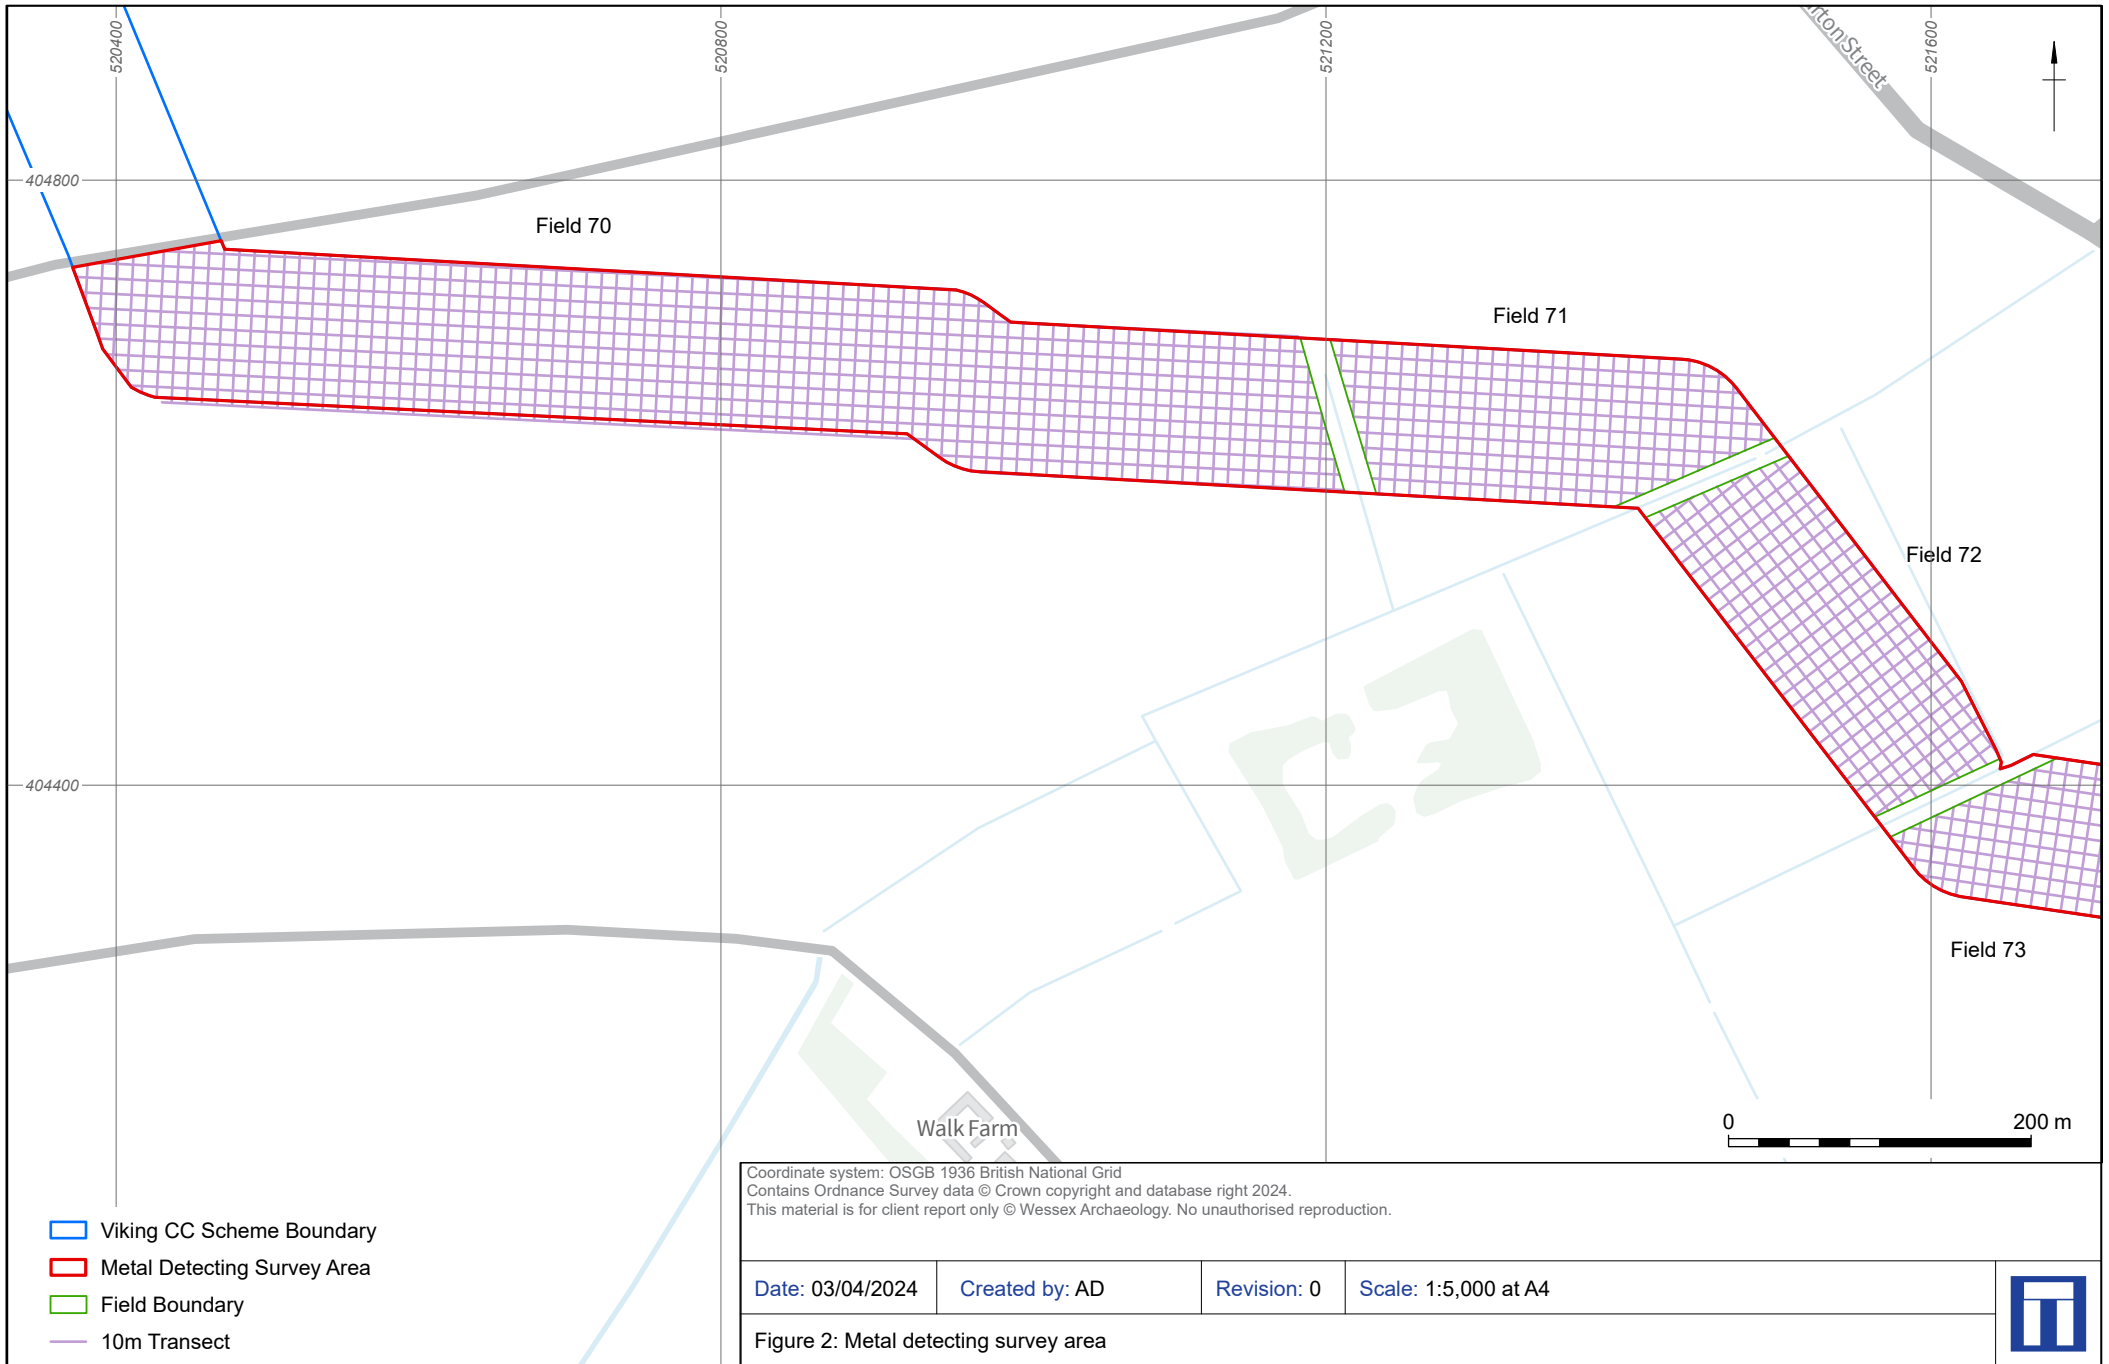 520400
520800
521200
521600
rton Street
404800
Field 70
Field 71
Field 72
404400
Field 73
Walk Farm
0 200 m
Coordinate system: OSGB 1936 British National Grid
Contains Ordnance Survey data © Crown copyright and database right 2024.
This material is for client report only © Wessex Archaeology. No unauthorised reproduction.
Viking CC Scheme Boundary
Metal Detecting Survey Area
Field Boundary
10m Transect
Date: 03/04/2024 Created by: AD Revision: 0 Scale: 1:5,000 at A4
Figure 2: Metal detecting survey area